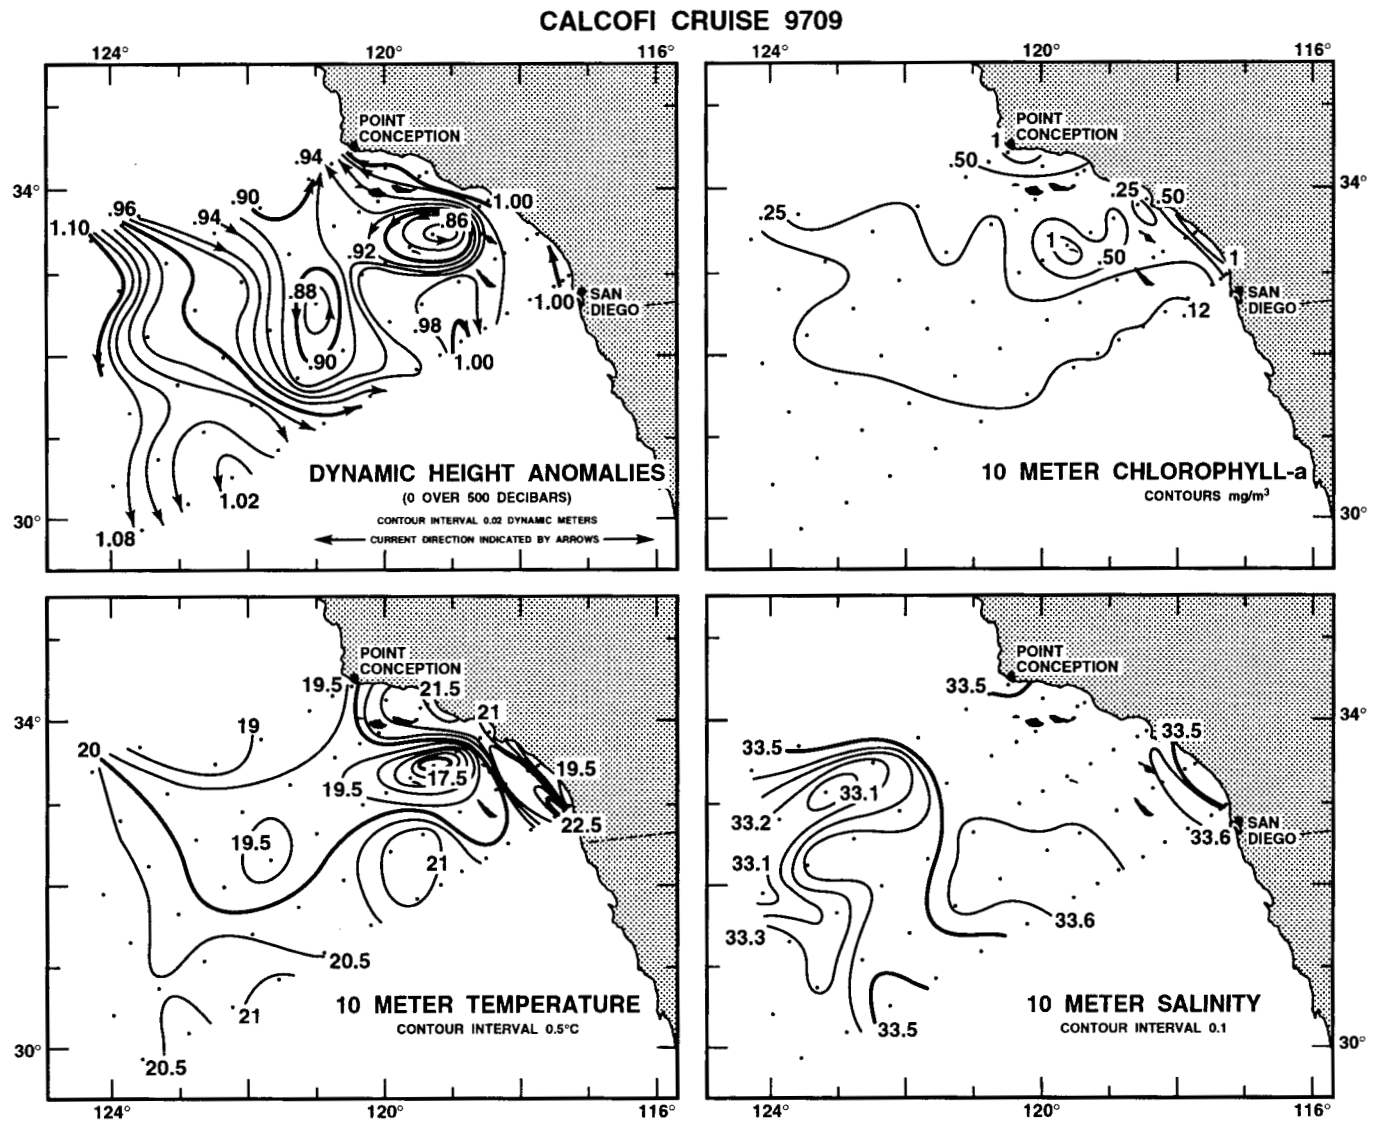 CALCOFI CRUISE 9709
124° 120° 116°
POINT
CONCEPTION
.94
34°
.96
.94
.90
1.00
1.10
.86
.92
.88
1.00
SAN
DIEGO
.98
.90
1.00
DYNAMIC HEIGHT ANOMALIES
(0 OVER 500 DECIBARS)
1.02
CONTOUR INTERVAL 0.02 DYNAMIC METERS
CURRENT DIRECTION INDICATED BY ARROWS
30°
1.08
124° 120° 116°
1
POINT
CONCEPTION
.50
34°
.25
.50
.25
1
.50
1
SAN
DIEGO
.12
10 METER CHLOROPHYLL-a
CONTOURS mg/m³
30°
POINT
CONCEPTION
19.5
21.5
21
34°
19
20
17.5
19.5
19.5
22.5
19.5
21
20.5
10 METER TEMPERATURE
CONTOUR INTERVAL 0.5°C
21
30°
20.5
124° 120° 116°
POINT
CONCEPTION
33.5
34°
33.5
33.5
33.1
33.2
SAN
DIEGO
33.6
33.1
33.6
33.3
10 METER SALINITY
CONTOUR INTERVAL 0.1
33.5
30°
124° 120° 116°